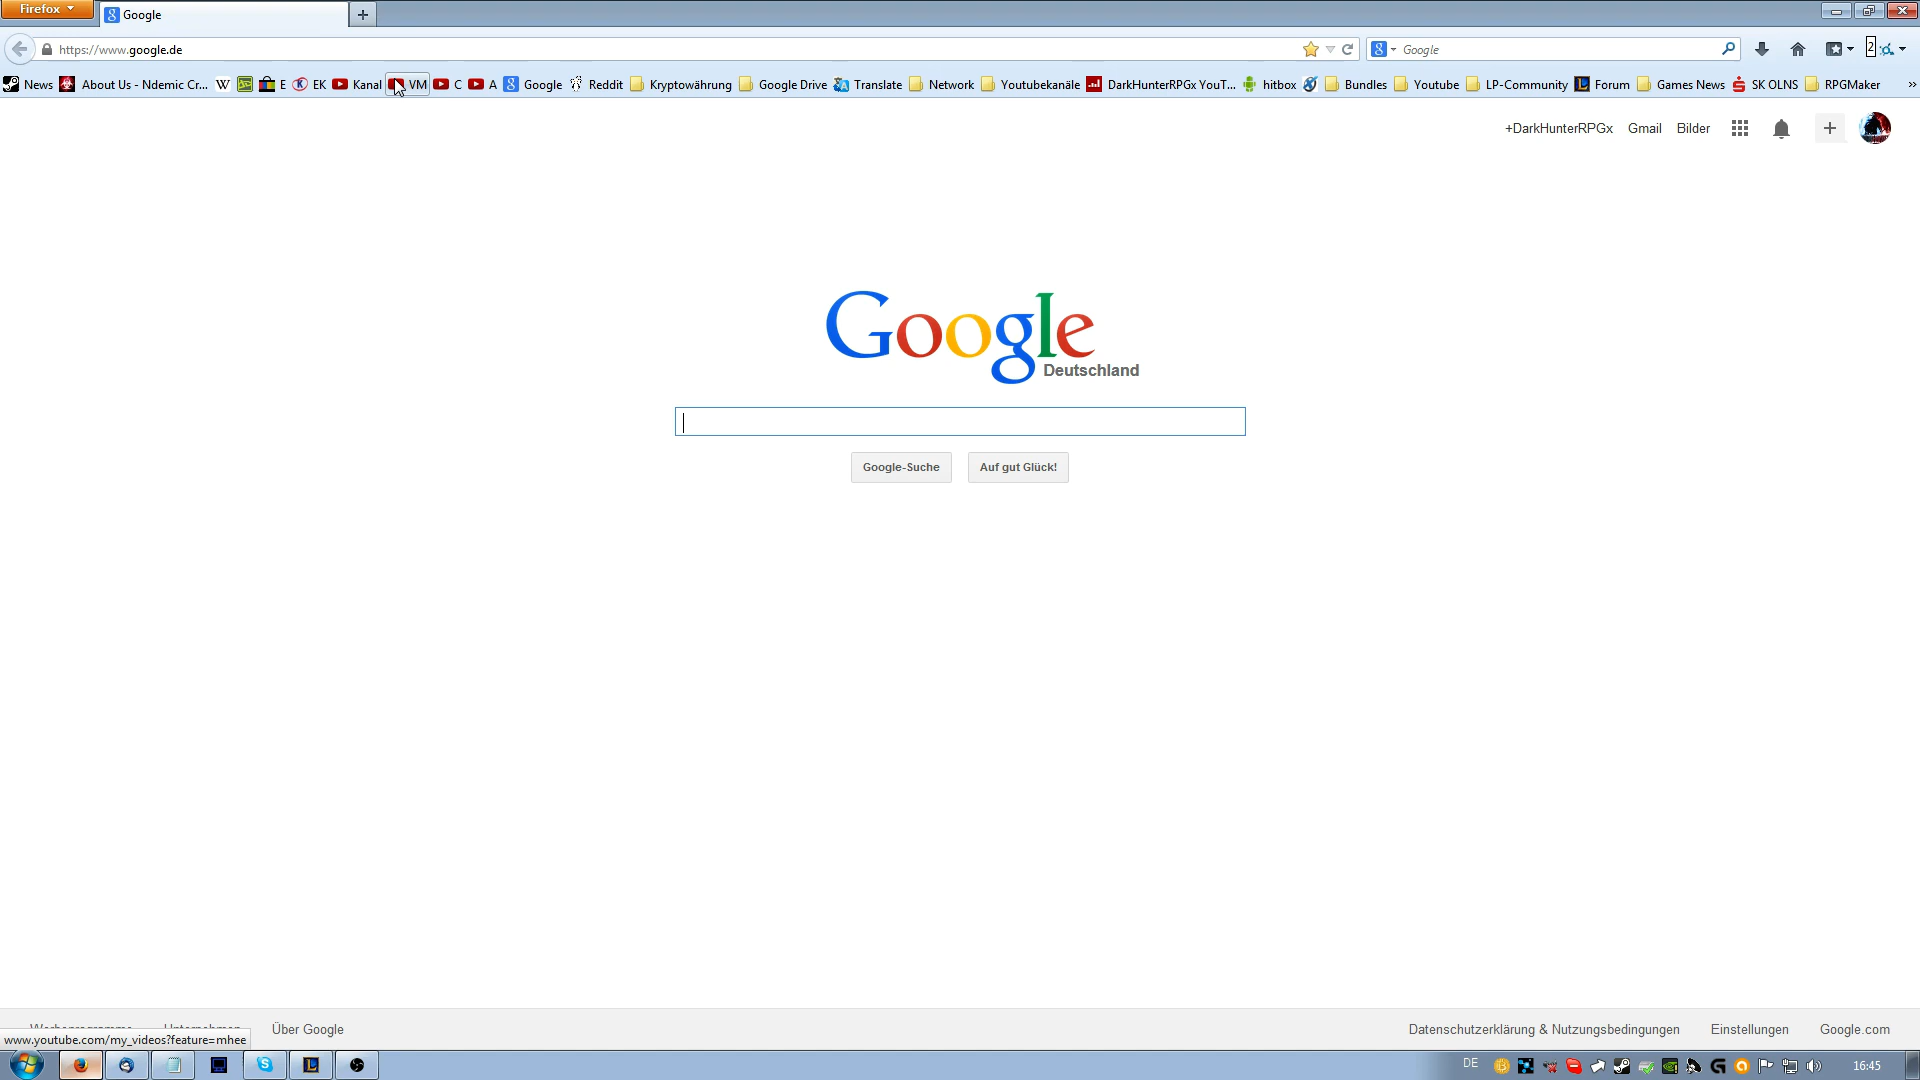 Firefox
Google
https://www.google.de
Google
2
News
About Us - Ndemic Cr...
W
E
EK
Kanal
VM
C
A
Google
Reddit
Kryptowährung
Google Drive
Translate
Network
Youtubekanäle
DarkHunterRPGx YouT...
hitbox
Bundles
Youtube
LP-Community
Forum
Games News
SK OLNS
RPGMaker
+DarkHunterRPGx
Gmail
Bilder
Google
Deutschland
Google-Suche
Auf gut Glück!
Über Google
Datenschutzerklärung & Nutzungsbedingungen
Einstellungen
Google.com
www.youtube.com/my_videos?feature=mhee
DE
16:45